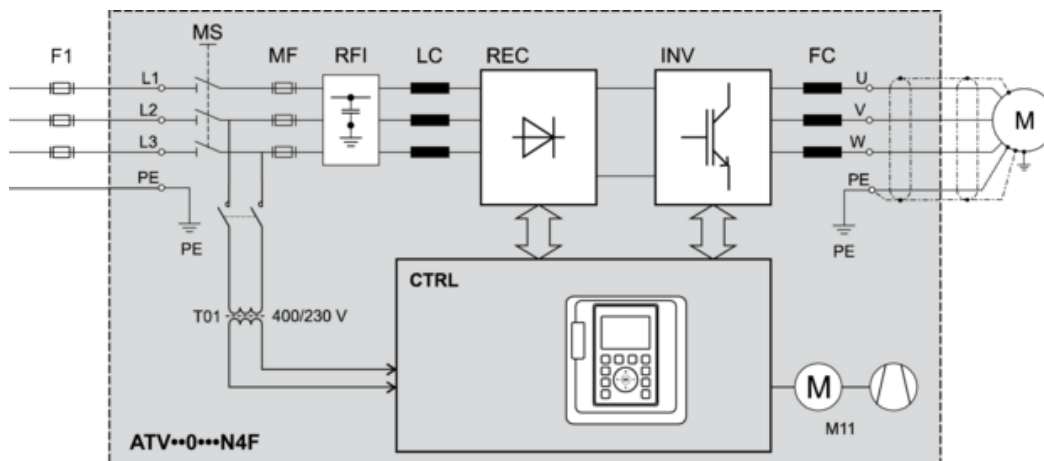 F1 MS MF RFI LC REC INV FC
L1 U
L2 V M
L3 W
PE PE
PE PE
CTRL
T01 400/230 V
M
M11
ATV••0•••N4F